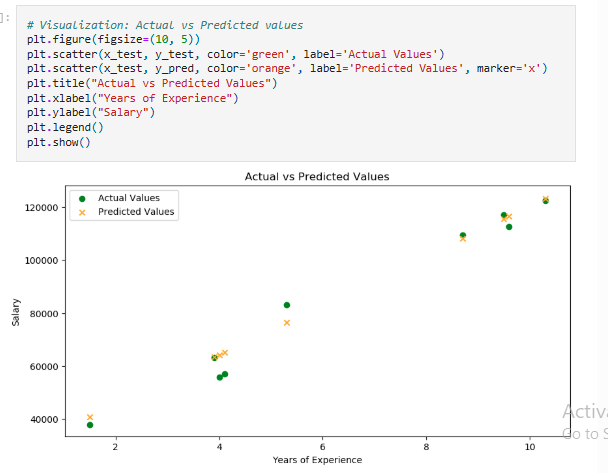 ]:
# Visualization: Actual vs Predicted values
plt.figure(figsize=(10, 5))
plt.scatter(x_test, y_test, color='green', label='Actual Values')
plt.scatter(x_test, y_pred, color='orange', label='Predicted Values', marker='x')
plt.title("Actual vs Predicted Values")
plt.xlabel("Years of Experience")
plt.ylabel("Salary")
plt.legend()
plt.show()
Actual vs Predicted Values
Actual Values
Predicted Values
120000
100000
80000
60000
40000
Salary
2 4 6 8 10
Years of Experience
Activ
Go to S